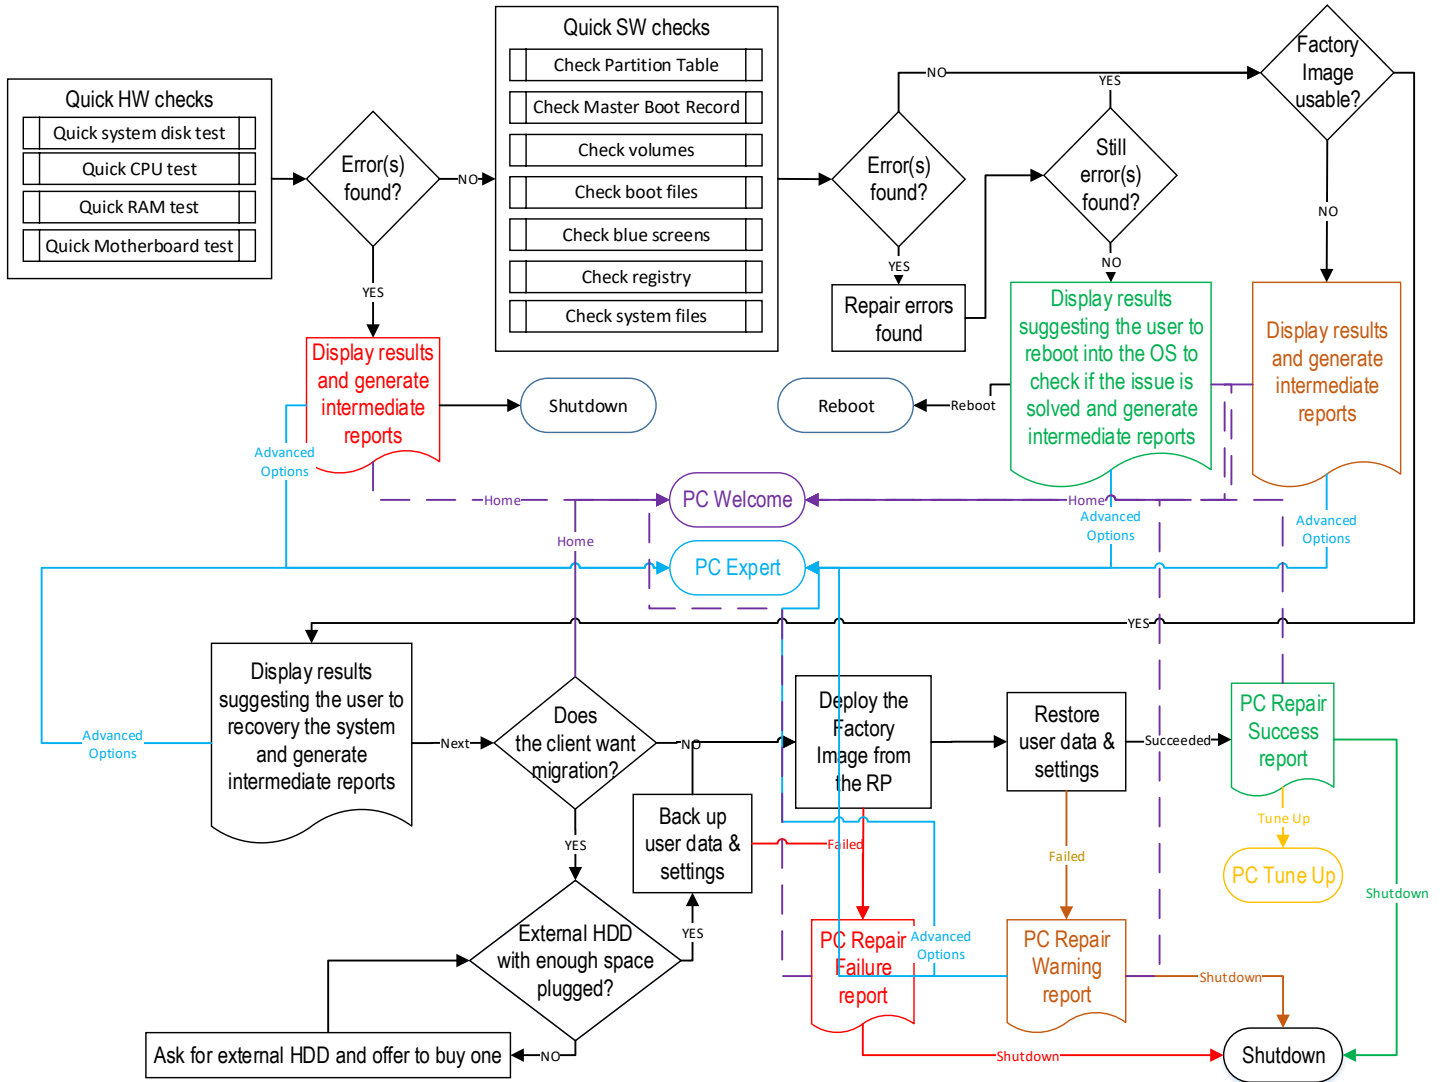 Quick HW checks
Quick system disk test
Quick CPU test
Quick RAM test
Quick Motherboard test
Error(s)
found?
NO
YES
Quick SW checks
Check Partition Table
Check Master Boot Record
Check volumes
Check boot files
Check blue screens
Check registry
Check system files
Error(s)
found?
NO
YES
Repair errors
found
Still
error(s)
found?
YES
NO
Factory
Image
usable?
NO
YES
Display results
and generate
intermediate
reports
Shutdown
Reboot
Reboot
Display results
suggesting the user to
reboot into the OS to
check if the issue is
solved and generate
intermediate reports
Display results
and generate
intermediate
reports
Advanced
Options
Home
PC Welcome
Home
Advanced
Options
Advanced
Options
Home
PC Expert
Display results
suggesting the user to
recovery the system
and generate
intermediate reports
Advanced
Options
Next
Does
the client want
migration?
NO
YES
Deploy the
Factory
Image from
the RP
Restore
user data &
settings
Succeeded
PC Repair
Success
report
Tune Up
PC Tune Up
Shutdown
Back up
user data &
settings
Failed
Failed
YES
External HDD
with enough space
plugged?
NO
Ask for external HDD and offer to buy one
PC Repair
Failure
report
Advanced
Options
PC Repair
Warning
report
Shutdown
Shutdown
Shutdown